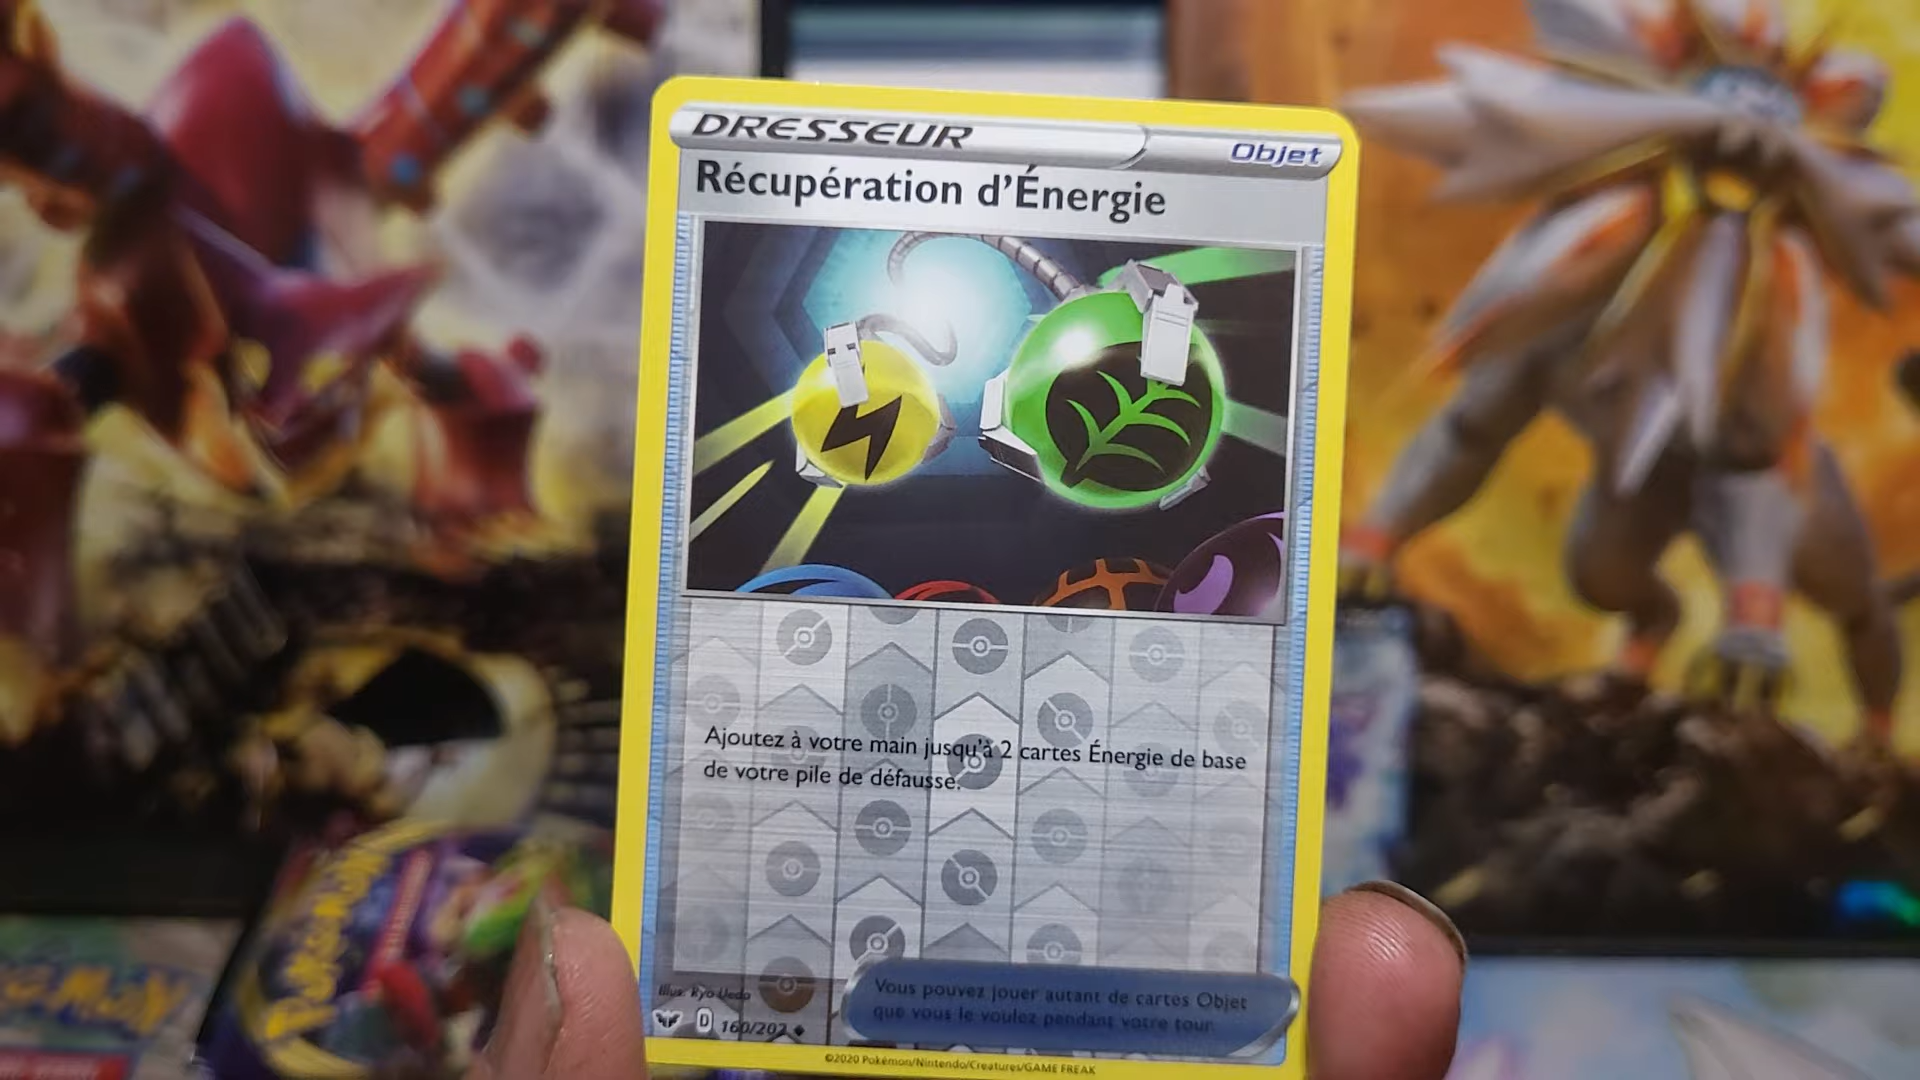 DRESSEUR
Objet
Récupération d'Énergie
Ajoutez à votre main jusqu'à 2 cartes Énergie de base
de votre pile de défausse.
Illus. Ryo Ueda
D 160/202
Vous pouvez jouer autant de cartes Objet
que vous le voulez pendant votre tour.
©2020 Pokémon/Nintendo/Creatures/GAME FREAK
Pokémon